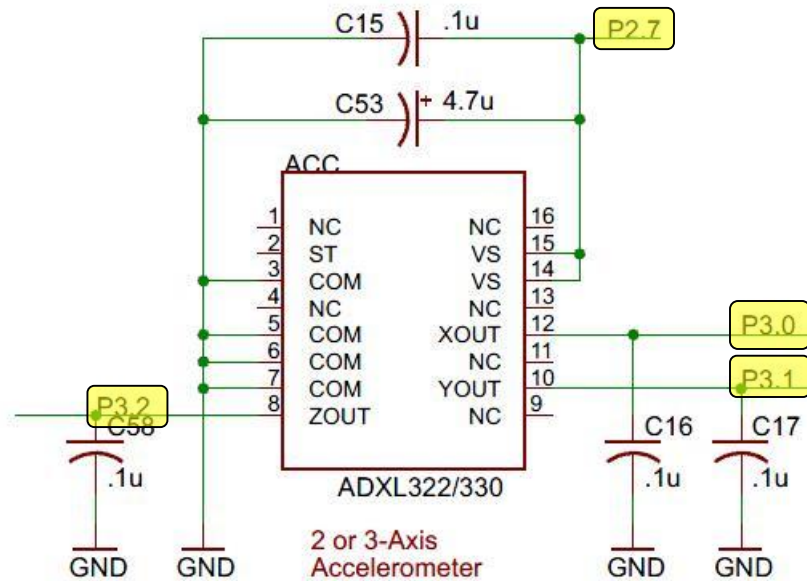 C15 .1u P2.7
C53 + 4.7u
ACC
1 NC NC 16
2 ST VS 15
3 COM VS 14
4 NC NC 13
5 COM XOUT 12 P3.0
6 COM NC 11
7 COM YOUT 10 P3.1
P3.2 8 ZOUT NC 9
C58 C16 C17
.1u .1u .1u
ADXL322/330
2 or 3-Axis
Accelerometer
GND GND GND GND